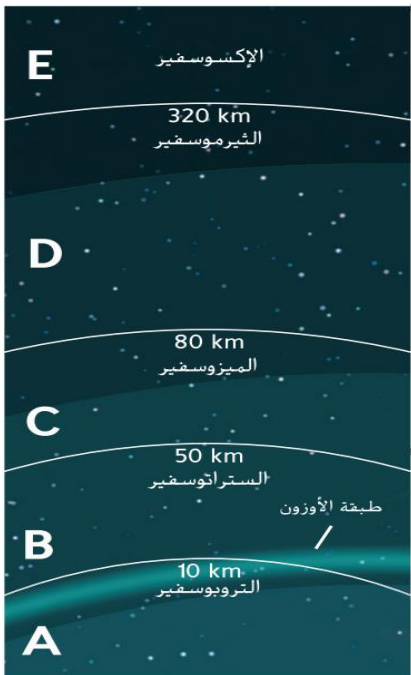 E
الإكسوسفير
320 km
الثيرموسفير
D
80 km
الميزوسفير
C
50 km
الستراتوسفير
طبقة الأوزون
B
10 km
التروبوسفير
A